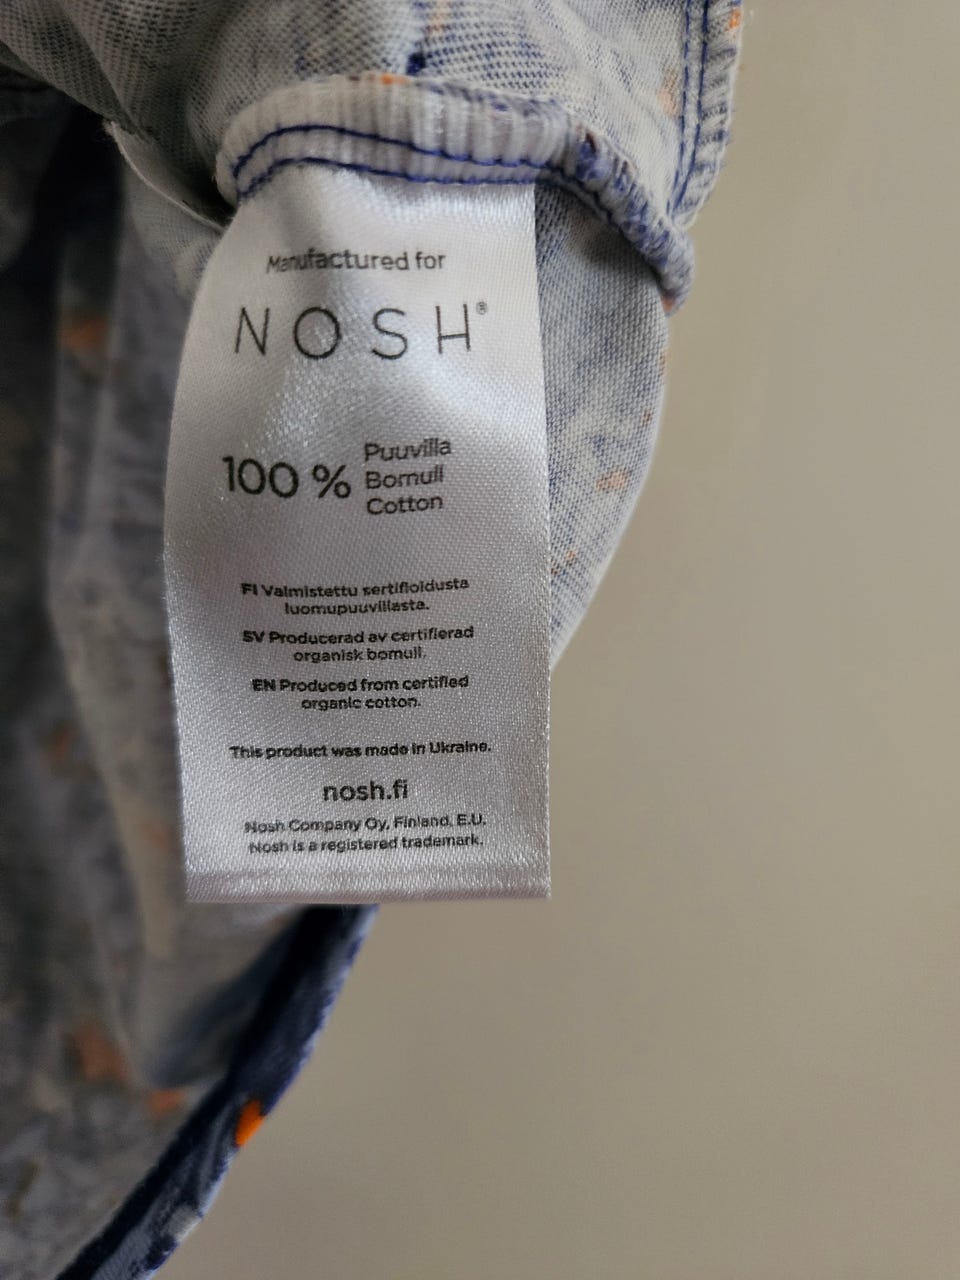 Manufactured for
NOSH®
100 % Puuvilla
Bomull
Cotton
FI Valmistettu sertifioidusta
luomupuuvillasta.
SV Producerad av certifierad
organisk bomull.
EN Produced from certified
organic cotton.
This product was made in Ukraine.
nosh.fi
Nosh Company Oy, Finland, E.U.
Nosh is a registered trademark.